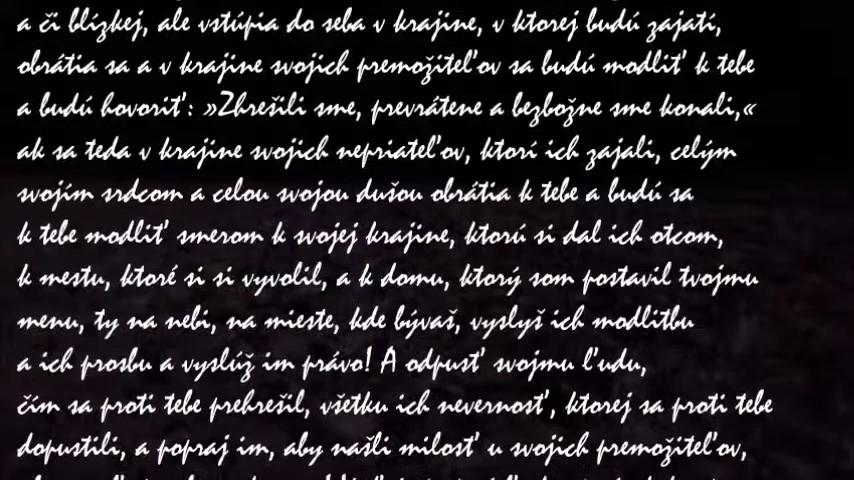 a či blízkej, ale vstúpia do seba v krajine, v ktorej budú zajatí,
obrátia sa a v krajine svojich premožiteľov sa budú modliť k tebe
a budú hovoriť: »Zhrešili sme, prevrátene a bezbožne sme konali,«
ak sa teda v krajine svojich nepriateľov, ktorí ich zajali, celým
svojím srdcom a celou svojou dušou obrátia k tebe a budú sa
k tebe modliť smerom k svojej krajine, ktorú si dal ich otcom,
k mestu, ktoré si si vyvolil, a k domu, ktorý som postavil tvojmu
menu, ty na nebi, na mieste, kde bývaš, vyslyš ich modlitbu
a ich prosbu a vyslúž im právo! A odpusť svojmu ľudu,
čím sa proti tebe prehrešil, všetku ich nevernosť, ktorej sa proti tebe
dopustili, a popraj im, aby našli milosť u svojich premožiteľov,